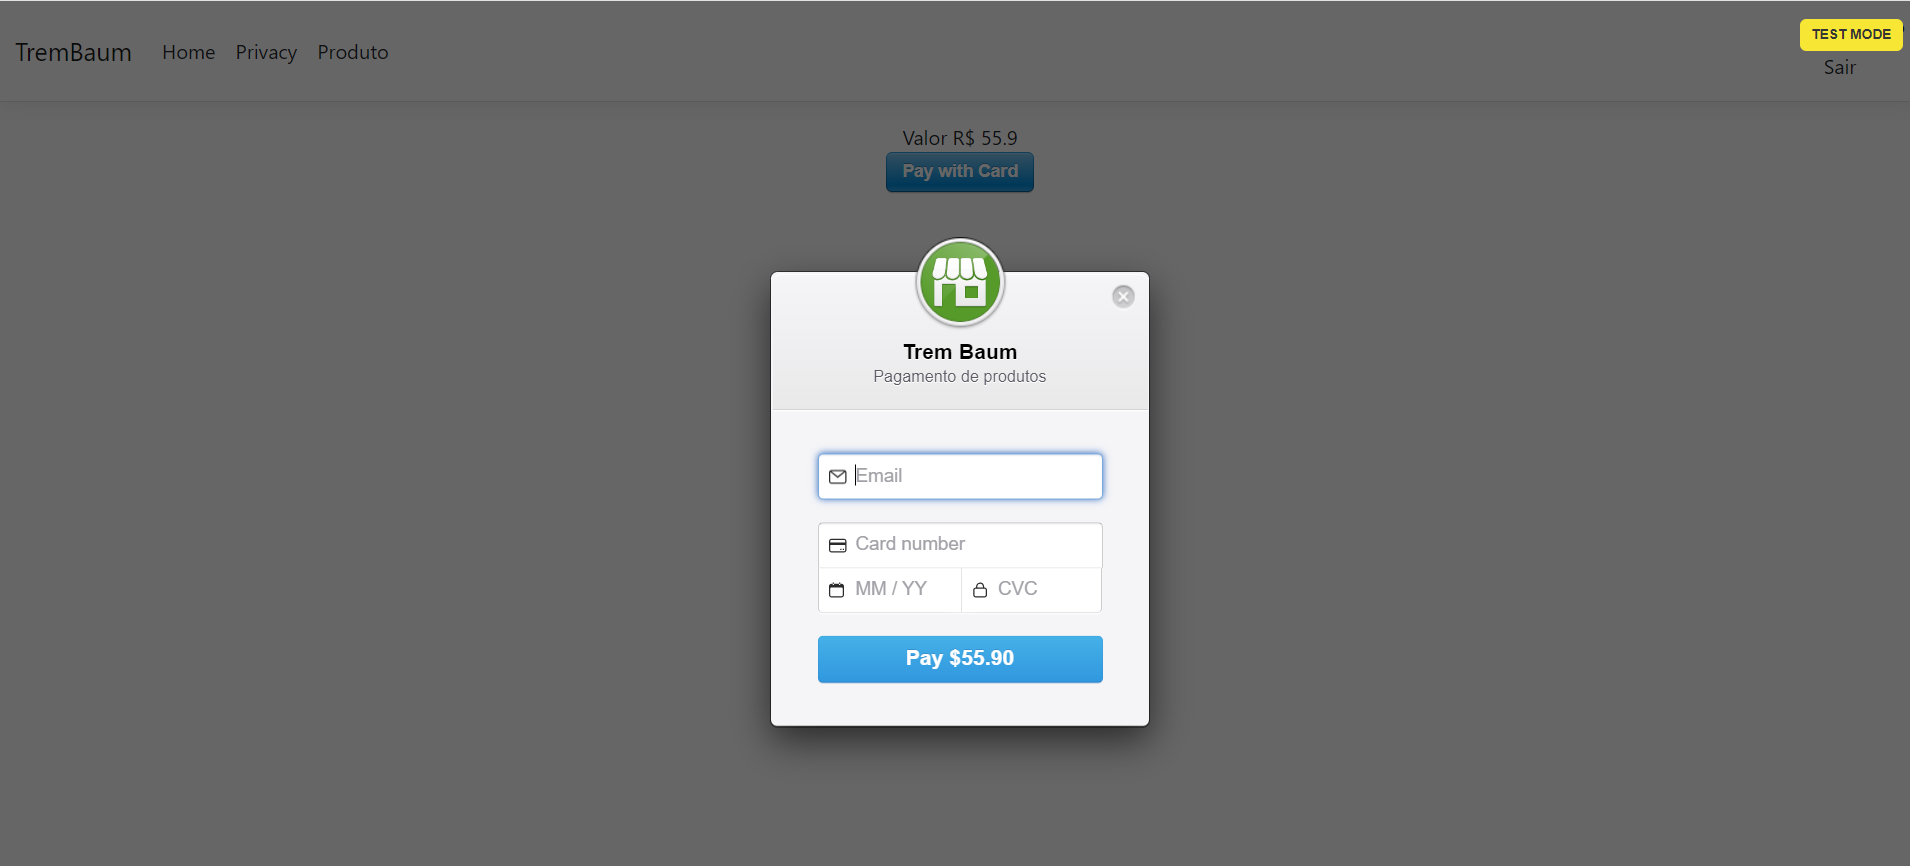 TremBaum Home Privacy Produto
TEST MODE
Sair
Valor R$ 55.9
Pay with Card
Trem Baum
Pagamento de produtos
Email
Card number
MM / YY CVC
Pay $55.90